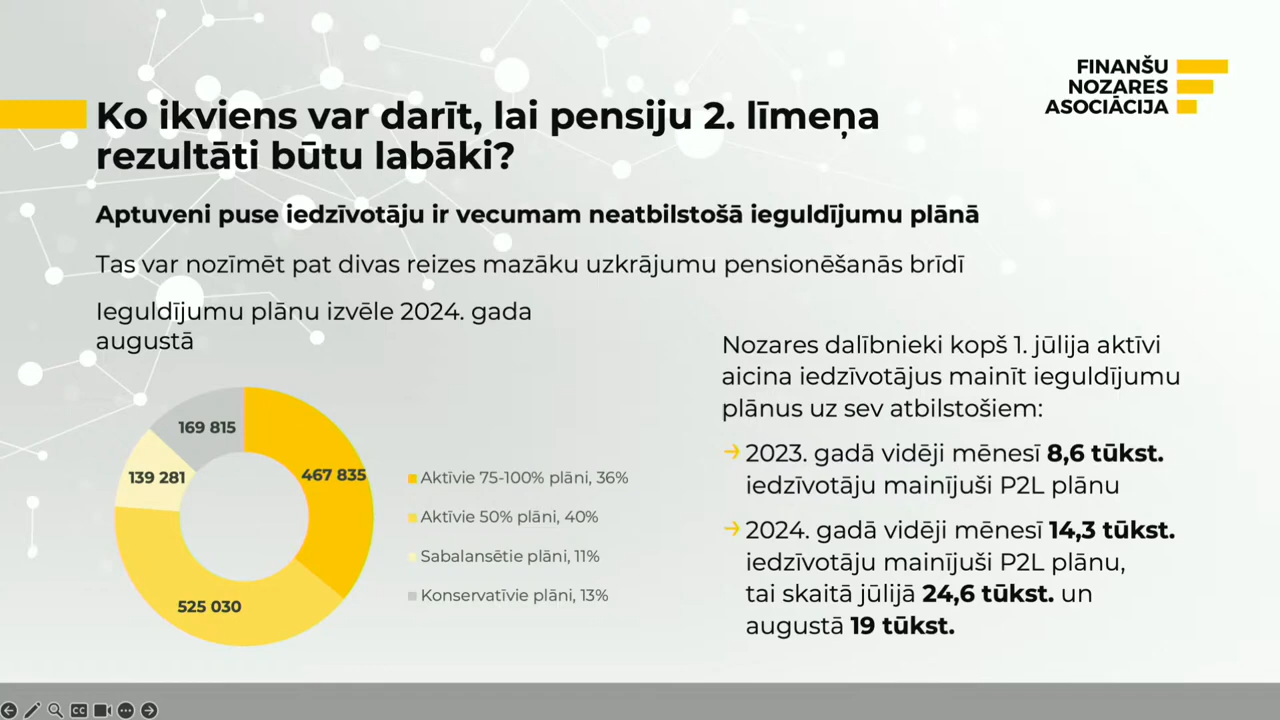 FINANŠU
NOZARES
ASOCIĀCIJA
Ko ikviens var darīt, lai pensiju 2. līmeņa
rezultāti būtu labāki?
Aptuveni puse iedzīvotāju ir vecumam neatbilstošā ieguldījumu plānā
Tas var nozīmēt pat divas reizes mazāku uzkrājumu pensionēšanās brīdī
Ieguldījumu plānu izvēle 2024. gada
augustā
169 815
139 281
467 835
525 030
Aktīvie 75-100% plāni, 36%
Aktīvie 50% plāni, 40%
Sabalansētie plāni, 11%
Konservatīvie plāni, 13%
Nozares dalībnieki kopš 1. jūlija aktīvi
aicina iedzīvotājus mainīt ieguldījumu
plānus uz sev atbilstošiem:
→ 2023. gadā vidēji mēnesī 8,6 tūkst.
iedzīvotāju mainījuši P2L plānu
→ 2024. gadā vidēji mēnesī 14,3 tūkst.
iedzīvotāju mainījuši P2L plānu,
tai skaitā jūlijā 24,6 tūkst. un
augustā 19 tūkst.
CC